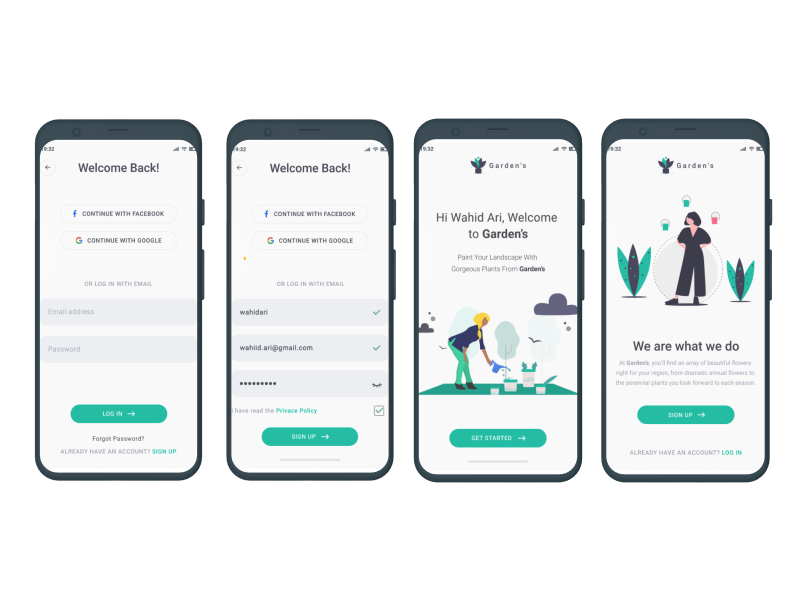 9:32
Welcome Back!
CONTINUE WITH FACEBOOK
CONTINUE WITH GOOGLE
OR LOG IN WITH EMAIL
Email address
Password
LOG IN
Forgot Password?
ALREADY HAVE AN ACCOUNT? SIGN UP
9:32
Welcome Back!
CONTINUE WITH FACEBOOK
CONTINUE WITH GOOGLE
OR LOG IN WITH EMAIL
wahidari
wahiid.ari@gmail.com
•••••••••
I have read the Privace Policy
SIGN UP
9:32
Garden's
Hi Wahid Ari, Welcome
to Garden's
Paint Your Landscape With
Gorgeous Plants From Garden's
GET STARTED
9:32
Garden's
We are what we do
At Garden's, you'll find an array of beautiful flowers
right for your region, from dramatic annual flowers to
the perennial plants you look forward to each season.
SIGN UP
ALREADY HAVE AN ACCOUNT? LOG IN